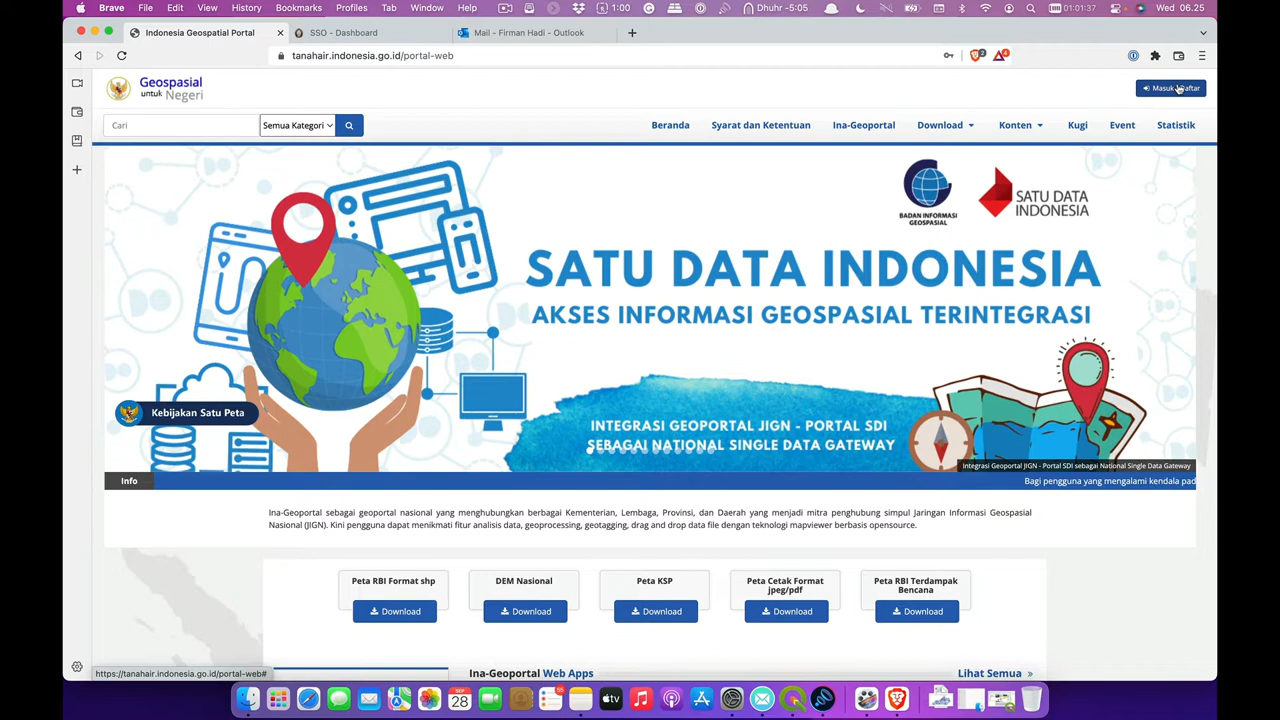 Brave File Edit View History Bookmarks Profiles Tab Window Help 1:00 Dhuhr -5:05 01:01:37 Wed 06.25
Indonesia Geospatial Portal SSO - Dashboard Mail - Firman Hadi - Outlook
tanahair.indonesia.go.id/portal-web
Geospasial
untuk Negeri
Masuk
Cari Semua Kategori Beranda Syarat dan Ketentuan Ina-Geoportal Download Konten Kugi Event Statistik
BADAN INFORMASI
GEOSPASIAL
SATU DATA
INDONESIA
SATU DATA INDONESIA
AKSES INFORMASI GEOSPASIAL TERINTEGRASI
Kebijakan Satu Peta
INTEGRASI GEOPORTAL JIGN - PORTAL SDI
SEBAGAI NATIONAL SINGLE DATA GATEWAY
Integrasi Geoportal JIGN - Portal SDI sebagai National Single Data Gateway
Info Bagi pengguna yang mengalami kendala pad
Ina-Geoportal sebagai geoportal nasional yang menghubungkan berbagai Kementerian, Lembaga, Provinsi, dan Daerah yang menjadi mitra penghubung simpul Jaringan Informasi Geospasial
Nasional (JIGN). Kini pengguna dapat menikmati fitur analisis data, geoprocessing, geotagging, drag and drop data file dengan teknologi mapviewer berbasis opensource.
Peta RBI Format shp DEM Nasional Peta KSP Peta Cetak Format jpeg/pdf Peta RBI Terdampak Bencana
Download Download Download Download Download
https://tanahair.indonesia.go.id/portal-web#
Ina-Geoportal Web Apps Lihat Semua »
SEP
28